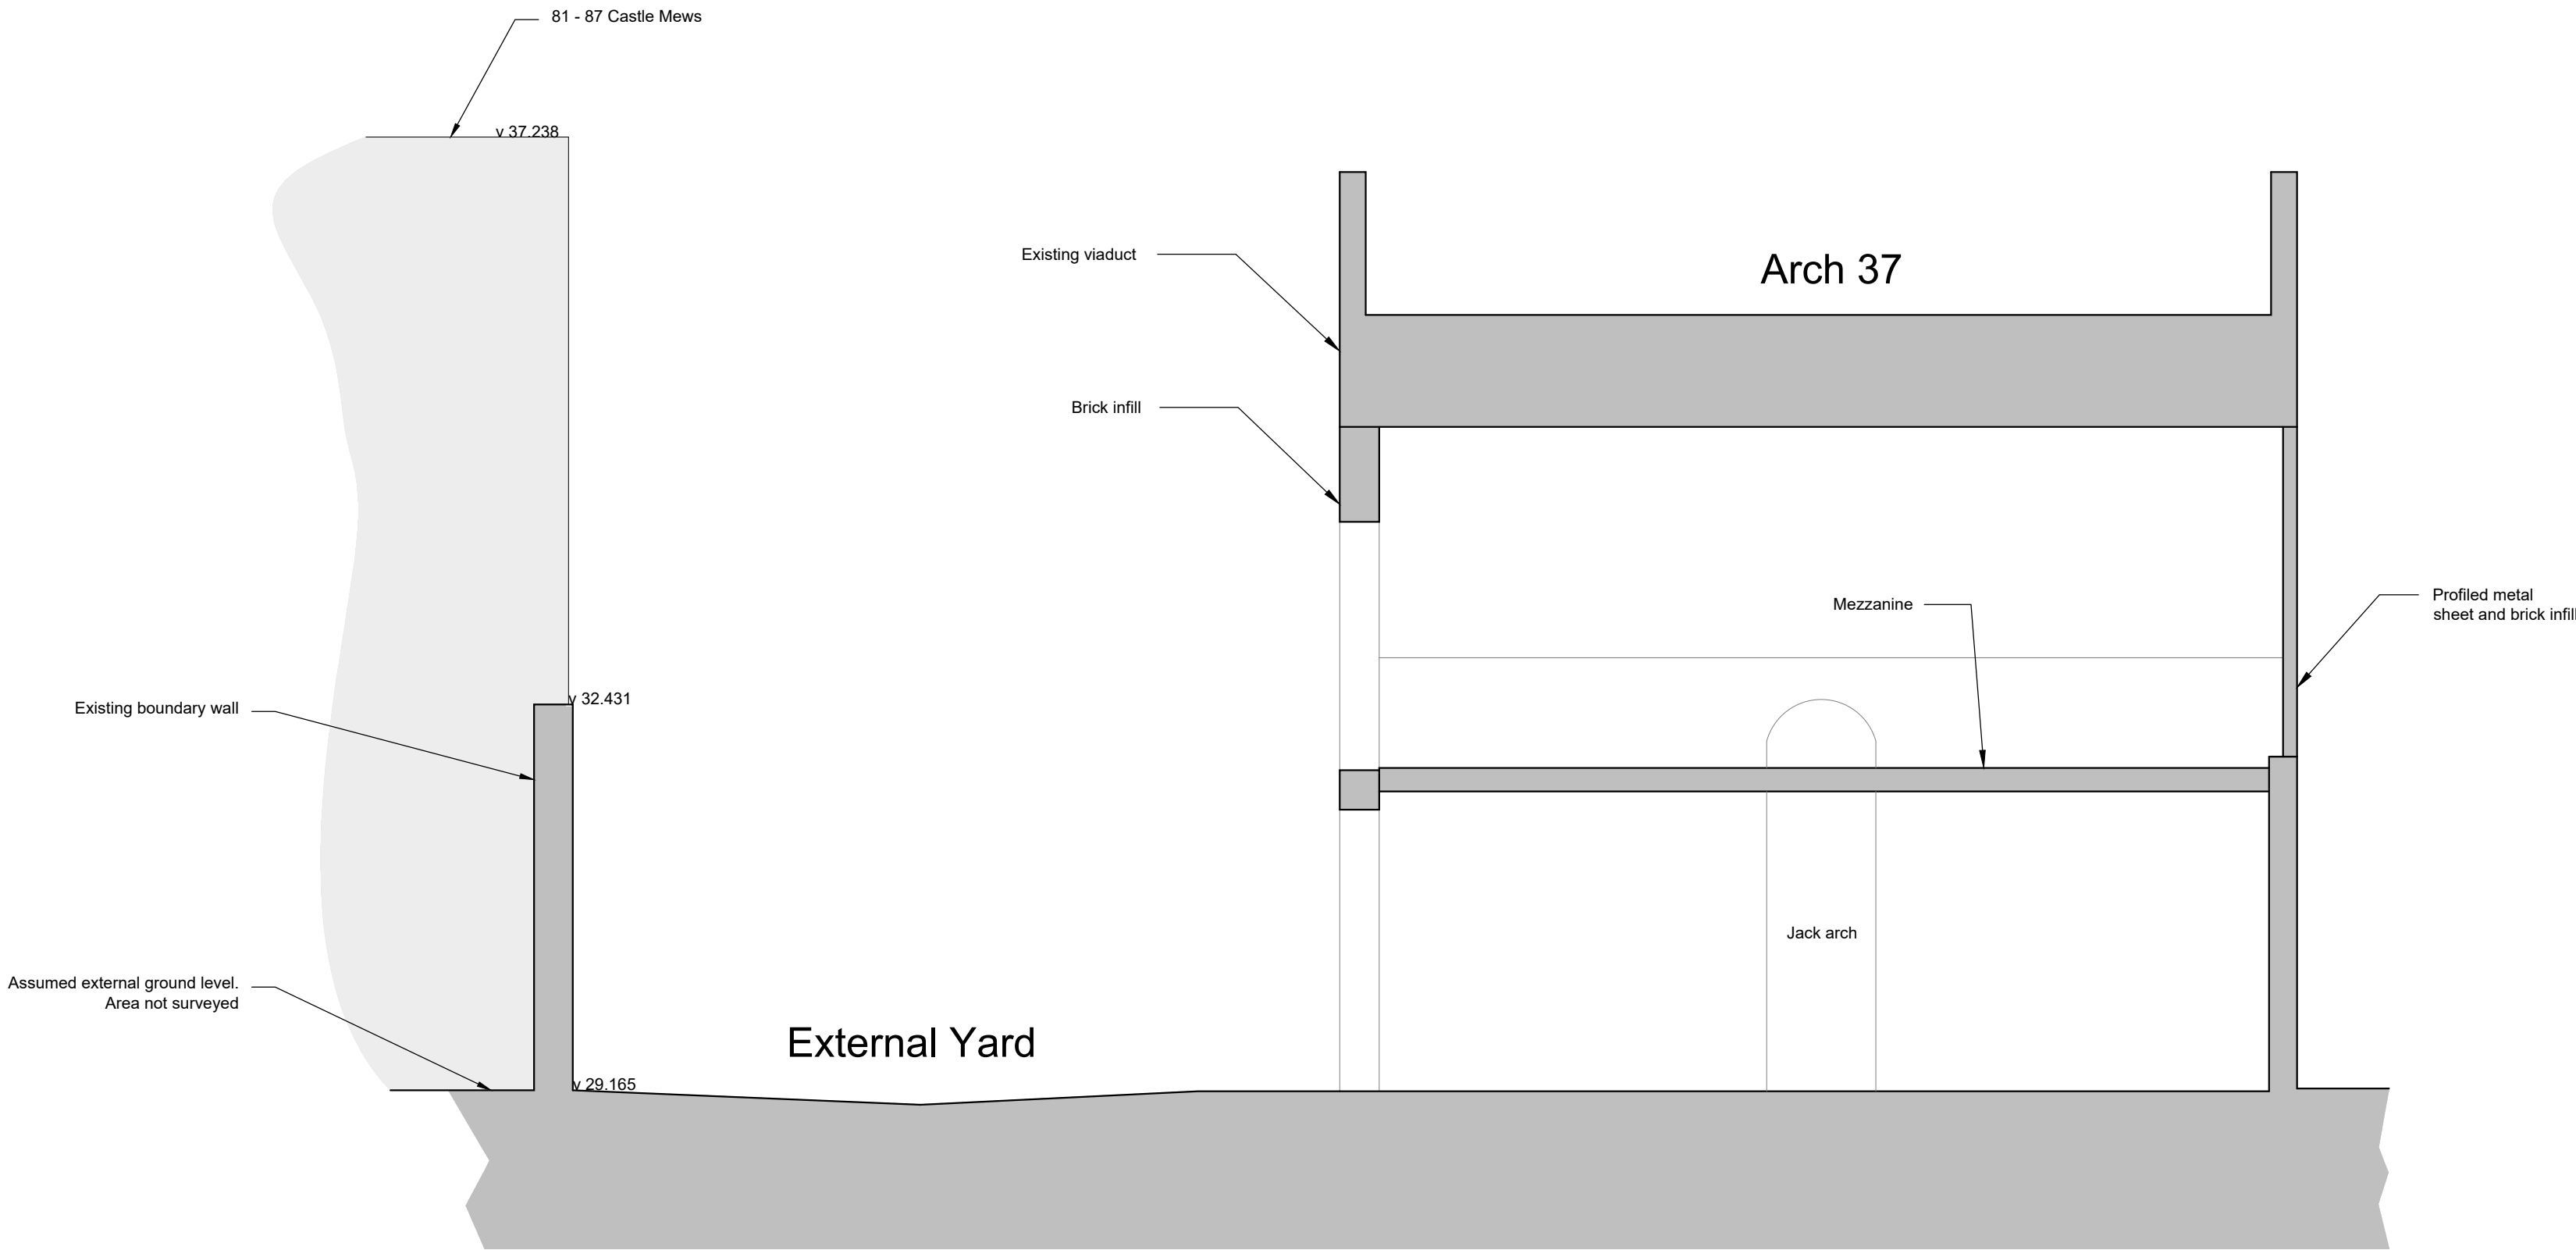 81 - 87 Castle Mews
v 37.238
Existing viaduct
Arch 37
Brick infill
Mezzanine
Profiled metal
sheet and brick infill
v 32.431
Existing boundary wall
Jack arch
Assumed external ground level.
Area not surveyed
External Yard
v 29.165